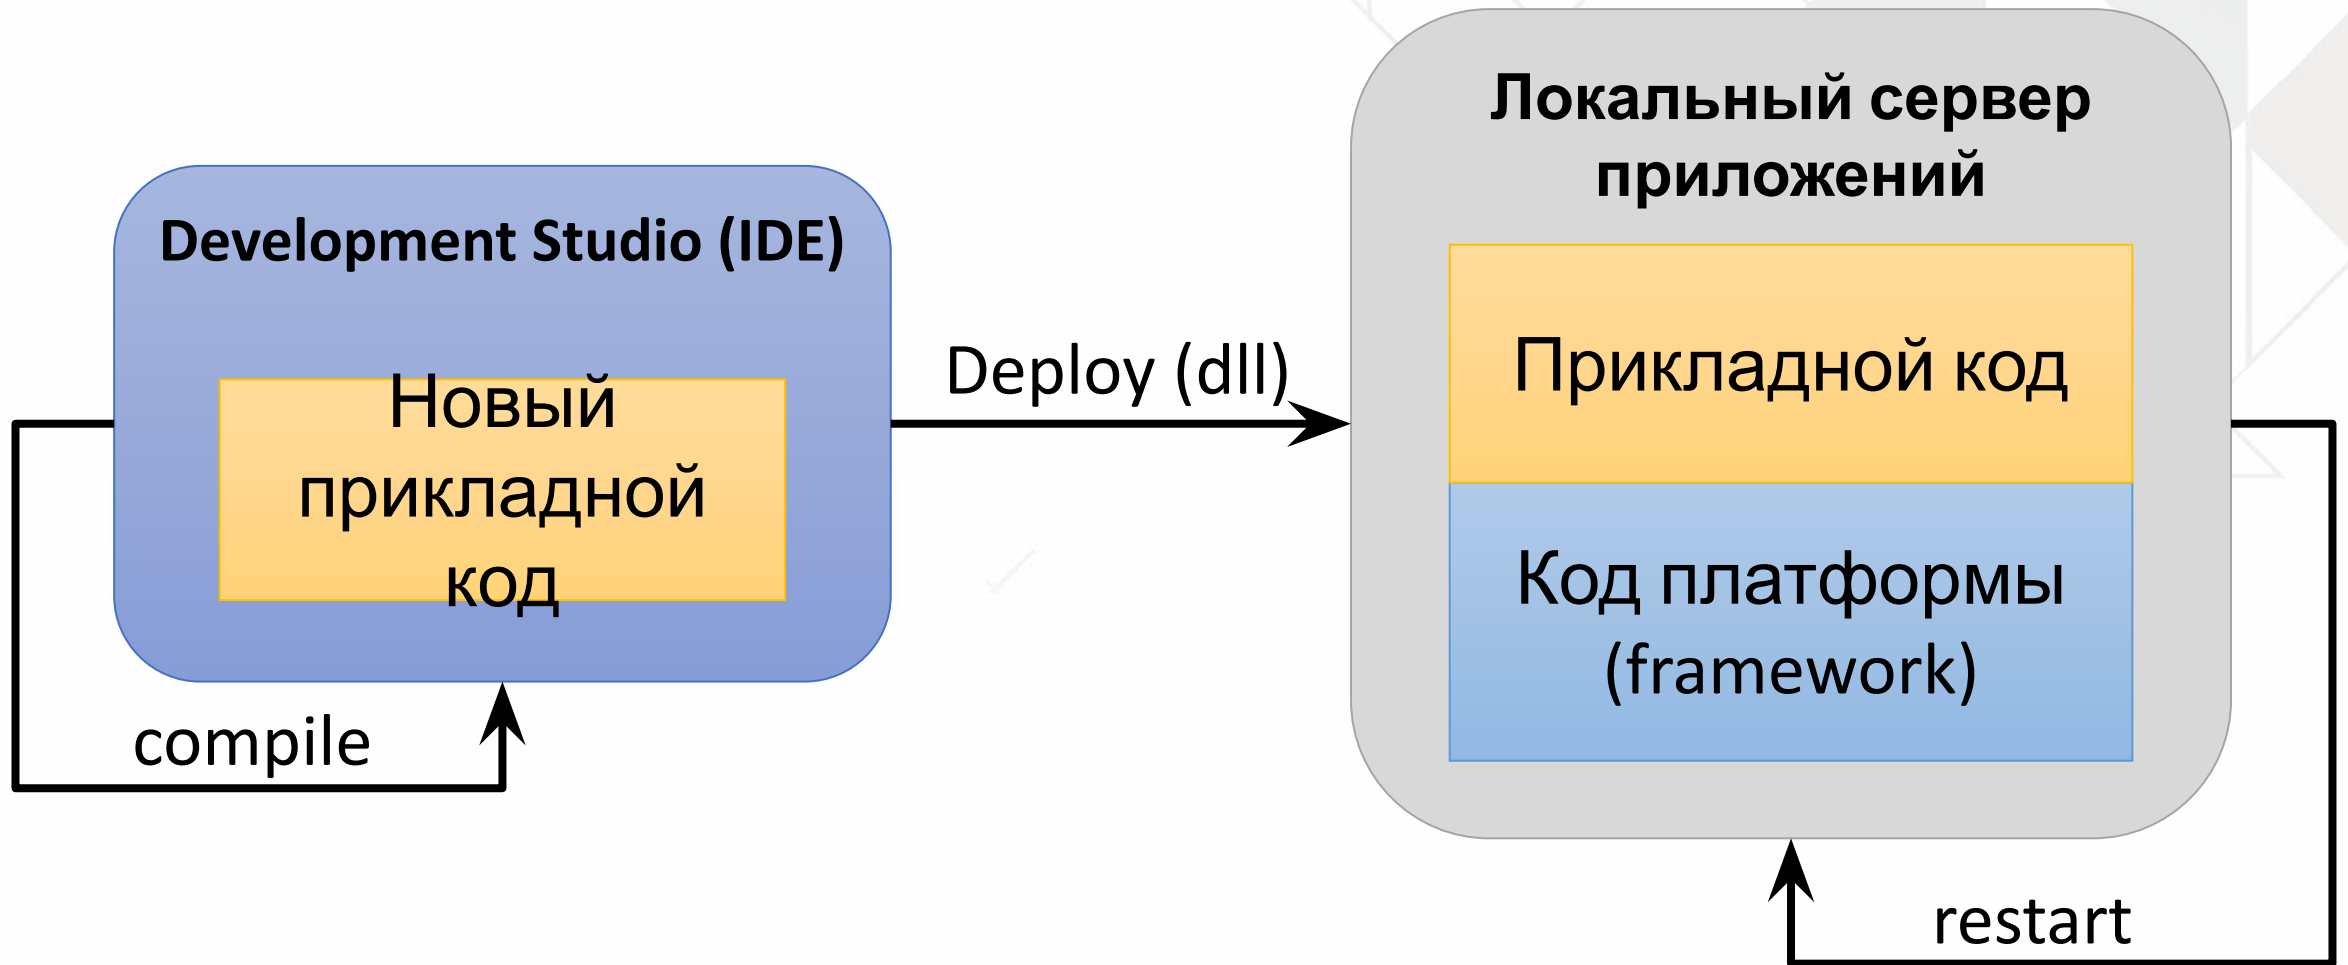 Development Studio (IDE)
Новый
прикладной
код
compile
Deploy (dll)
Локальный сервер
приложений
Прикладной код
Код платформы
(framework)
restart